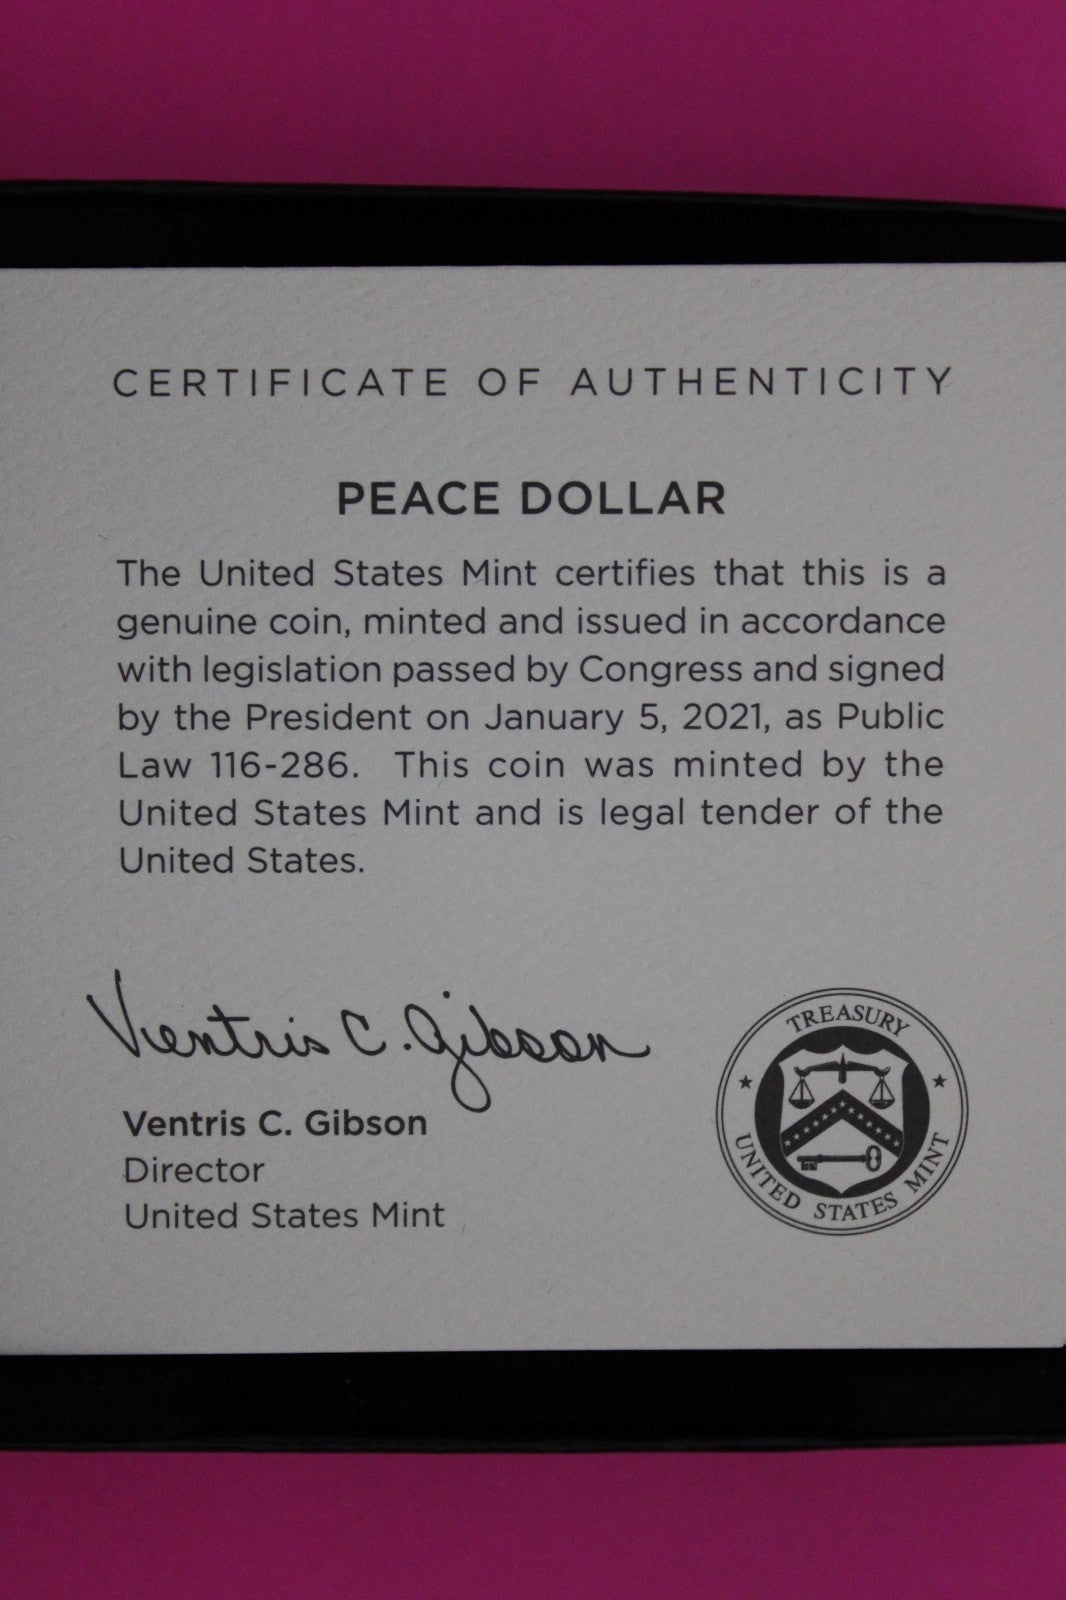 CERTIFICATE OF AUTHENTICITY
PEACE DOLLAR
The United States Mint certifies that this is a
genuine coin, minted and issued in accordance
with legislation passed by Congress and signed
by the President on January 5, 2021, as Public
Law 116-286. This coin was minted by the
United States Mint and is legal tender of the
United States.
Ventris C. Gibson
Ventris C. Gibson
Director
United States Mint
TREASURY
UNITED STATES MINT